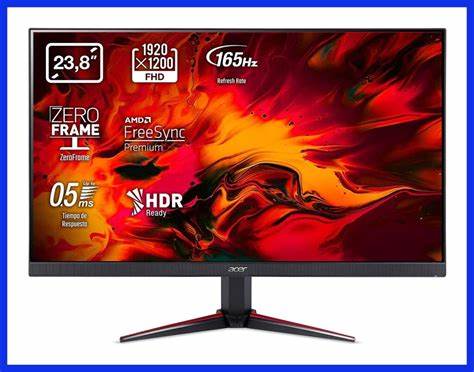 23,8"
1920
×1200
FHD
165Hz
Refresh Rate
ZERO
FRAME
ZeroFrame
AMD
FreeSync
Premium
05 ms
Tiempo de
Respuesta
HDR
Ready
acer